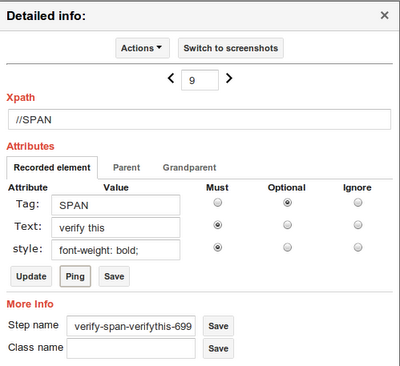 Detailed info: ×
Actions Switch to screenshots
9
Xpath
//SPAN
Attributes
Recorded element Parent Grandparent
Attribute Value Must Optional Ignore
Tag: SPAN
Text: verify this
style: font-weight: bold;
Update Ping Save
More Info
Step name verify-span-verifythis-699 Save
Class name Save